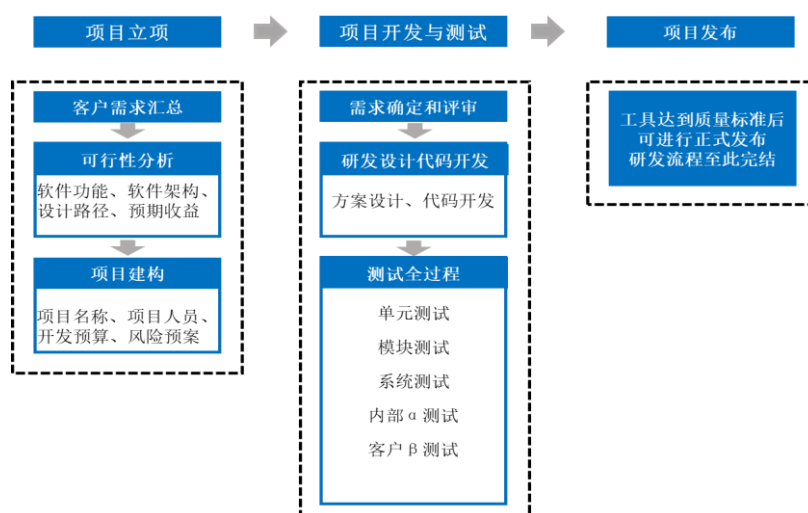 项目立项
项目开发与测试
项目发布
客户需求汇总
可行性分析
软件功能、软件架构、
设计路径、预期收益
项目建构
项目名称、项目人员、
开发预算、风险预案
需求确定和评审
研发设计代码开发
方案设计、代码开发
测试全过程
单元测试
模块测试
系统测试
内部α测试
客户β测试
工具达到质量标准后
可进行正式发布
研发流程至此完结